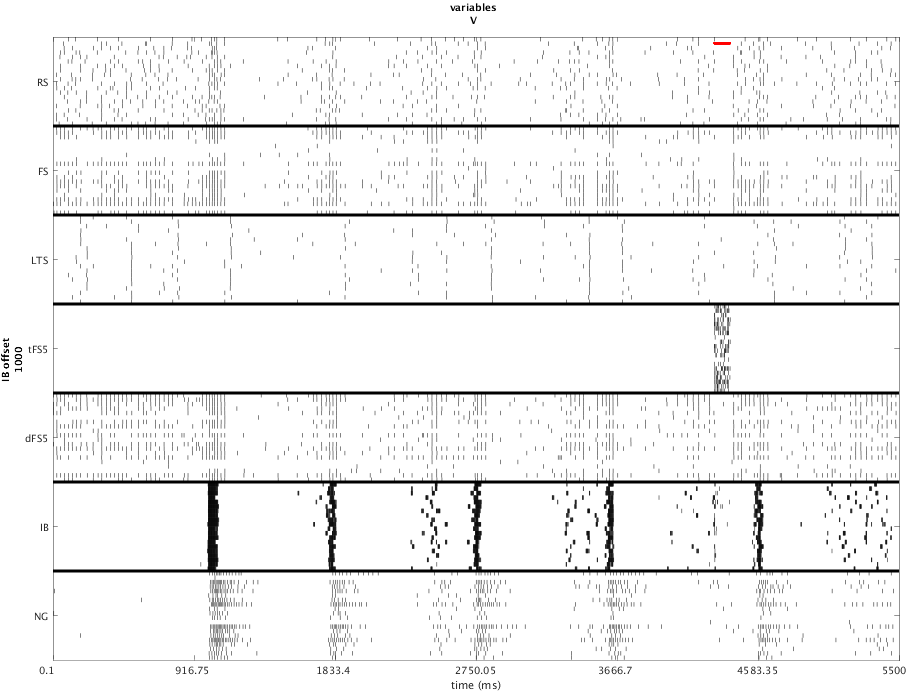 variables
V
RS
FS
LTS
IB offset
1000
tFS5
dFS5
IB
NG
0.1 916.75 1833.4 2750.05 3666.7 4583.35 5500
time (ms)